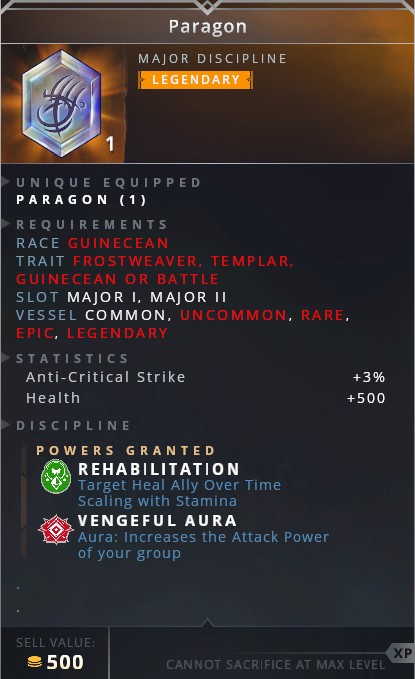 Paragon
MAJOR DISCIPLINE
LEGENDARY
1
UNIQUE EQUIPPED
PARAGON (1)
REQUIREMENTS
RACE GUINECEAN
TRAIT FROSTWEAVER, TEMPLAR,
GUINECEAN OR BATTLE
SLOT MAJOR I, MAJOR II
VESSEL COMMON, UNCOMMON, RARE,
EPIC, LEGENDARY
STATISTICS
Anti-Critical Strike +3%
Health +500
DISCIPLINE
POWERS GRANTED
REHABILITATION
Target Heal Ally Over Time
Scaling with Stamina
VENGEFUL AURA
Aura: Increases the Attack Power
of your group
.
.
SELL VALUE:
500
XP
CANNOT SACRIFICE AT MAX LEVEL